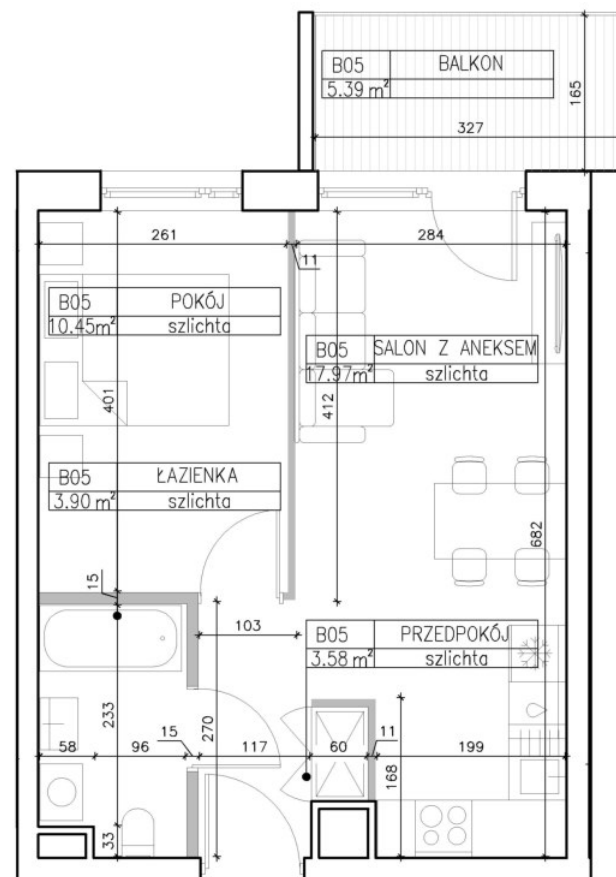 B05 BALKON
5.39 m²
165
327
261
11
284
B05 POKÓJ
10.45m² szlichta
B05 SALON Z ANEKSEM
17.97m² szlichta
401
412
B05 ŁAZIENKA
3.90 m² szlichta
682
15
103
B05 PRZEDPOKÓJ
3.58 m² szlichta
233
270
58
96
15
117
60
11
199
168
33